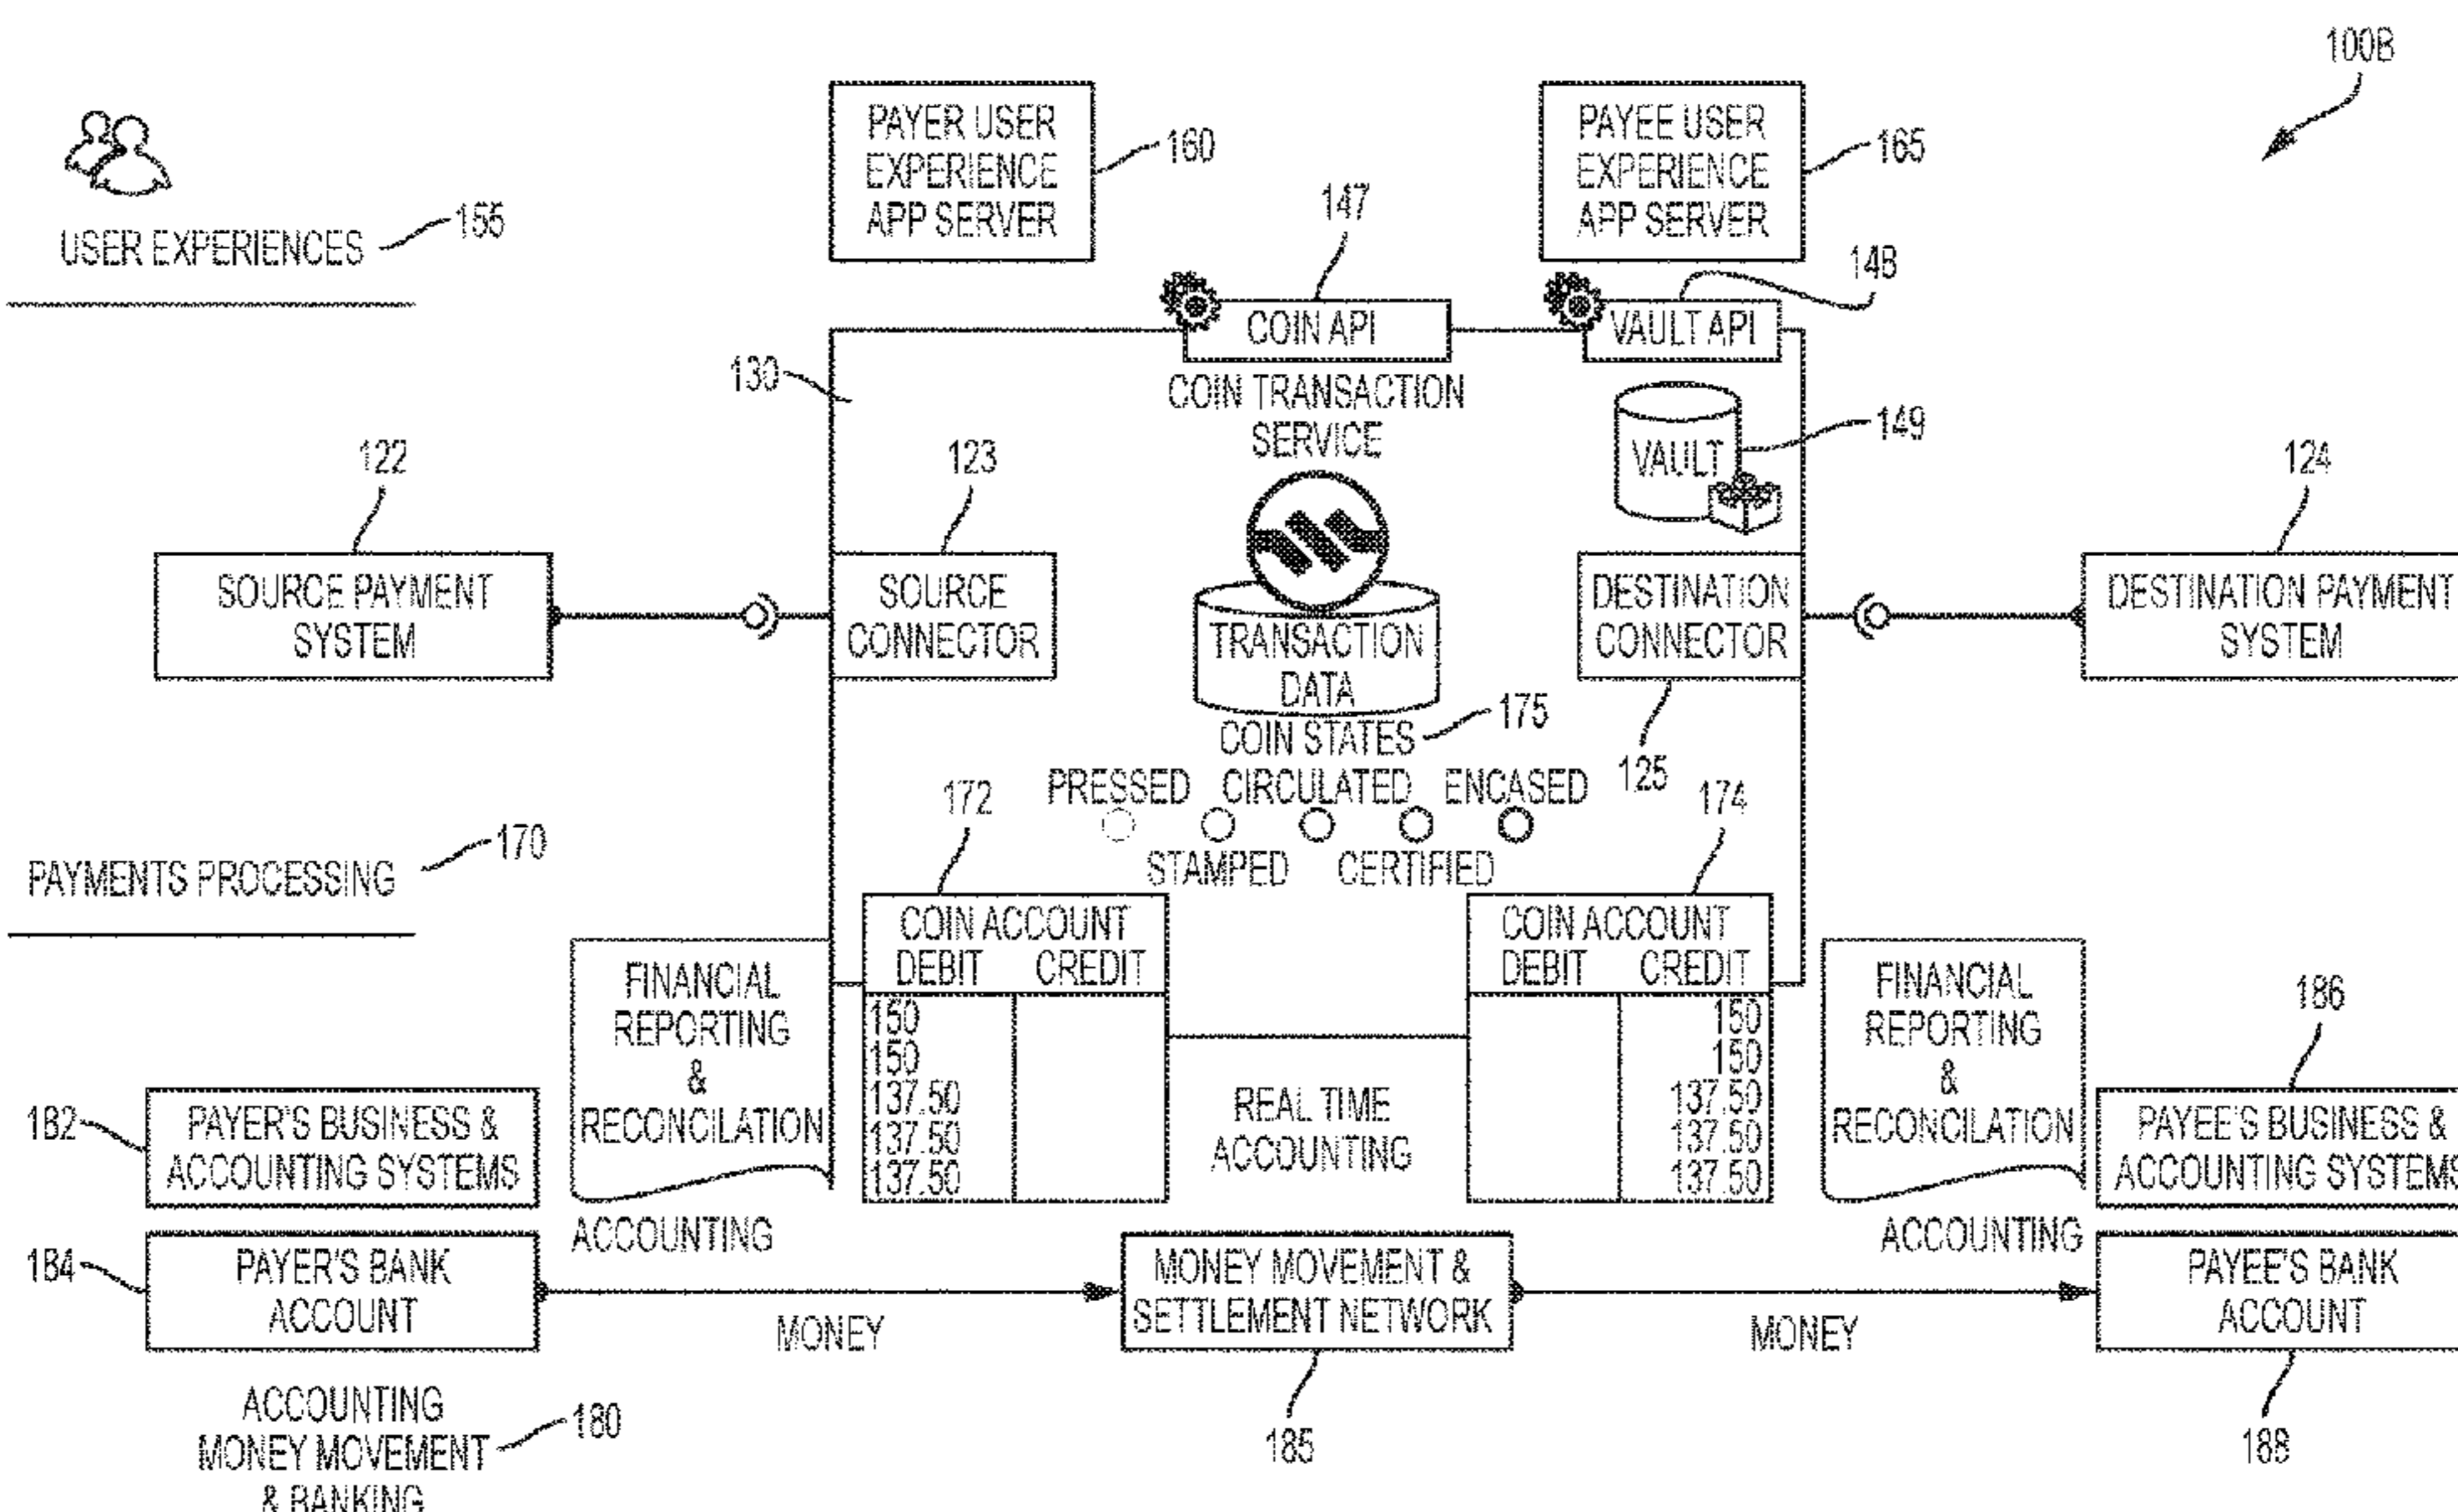 100B
PAYER USER
EXPERIENCE
APP SERVER
160
PAYEE USER
EXPERIENCE
APP SERVER
165
USER EXPERIENCES
155
147
148
COIN API
VAULT API
130
COIN TRANSACTION
SERVICE
VAULT
149
122
123
124
SOURCE PAYMENT
SYSTEM
SOURCE
CONNECTOR
TRANSACTION
DATA
DESTINATION
CONNECTOR
DESTINATION PAYMENT
SYSTEM
COIN STATES
175
125
PRESSED CIRCULATED ENCASED
STAMPED CERTIFIED
172
174
PAYMENTS PROCESSING
170
COIN ACCOUNT
DEBIT CREDIT
150
150
137.50
137.50
137.50
COIN ACCOUNT
DEBIT CREDIT
150
150
137.50
137.50
137.50
FINANCIAL
REPORTING
&
RECONCILATION
ACCOUNTING
REAL TIME
ACCOUNTING
FINANCIAL
REPORTING
&
RECONCILATION
ACCOUNTING
182
PAYER'S BUSINESS &
ACCOUNTING SYSTEMS
186
PAYEE'S BUSINESS &
ACCOUNTING SYSTEMS
184
PAYER'S BANK
ACCOUNT
MONEY
MONEY MOVEMENT &
SETTLEMENT NETWORK
185
MONEY
PAYEE'S BANK
ACCOUNT
188
ACCOUNTING
MONEY MOVEMENT
& BANKING
180